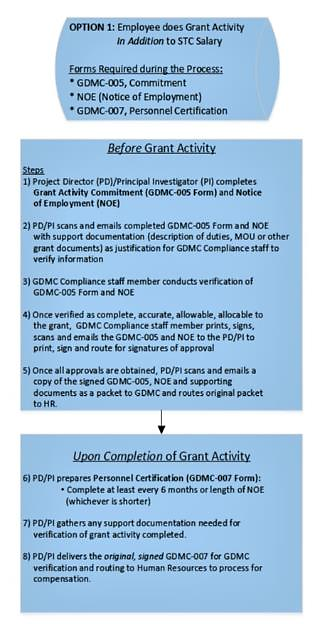 OPTION 1: Employee does Grant Activity
In Addition to STC Salary
Forms Required during the Process:
* GDMC-005, Commitment
* NOE (Notice of Employment)
* GDMC-007, Personnel Certification
Before Grant Activity
Steps
1) Project Director (PD)/Principal Investigator (PI) completes
Grant Activity Commitment (GDMC-005 Form) and Notice
of Employment (NOE)
2) PD/PI scans and emails completed GDMC-005 Form and NOE
with support documentation (description of duties, MOU or other
grant documents) as justification for GDMC Compliance staff to
verify information
3) GDMC Compliance staff member conducts verification of
GDMC-005 Form and NOE
4) Once verified as complete, accurate, allowable, allocable to
the grant, GDMC Compliance staff member prints, signs,
scans and emails the GDMC-005 and NOE to the PD/PI to
print, sign and route for signatures of approval
5) Once all approvals are obtained, PD/PI scans and emails a
copy of the signed GDMC-005, NOE and supporting
documents as a packet to GDMC and routes original packet
to HR.
Upon Completion of Grant Activity
6) PD/PI prepares Personnel Certification (GDMC-007 Form):
• Complete at least every 6 months or length of NOE
(whichever is shorter)
7) PD/PI gathers any support documentation needed for
verification of grant activity completed.
8) PD/PI delivers the original, signed GDMC-007 for GDMC
verification and routing to Human Resources to process for
compensation.